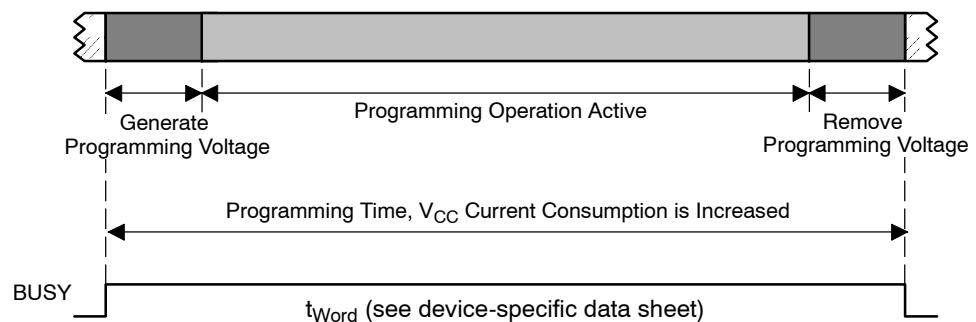 Generate
Programming Voltage
Programming Operation Active
Remove
Programming Voltage
Programming Time, VCC Current Consumption is Increased
BUSY
tWord (see device-specific data sheet)